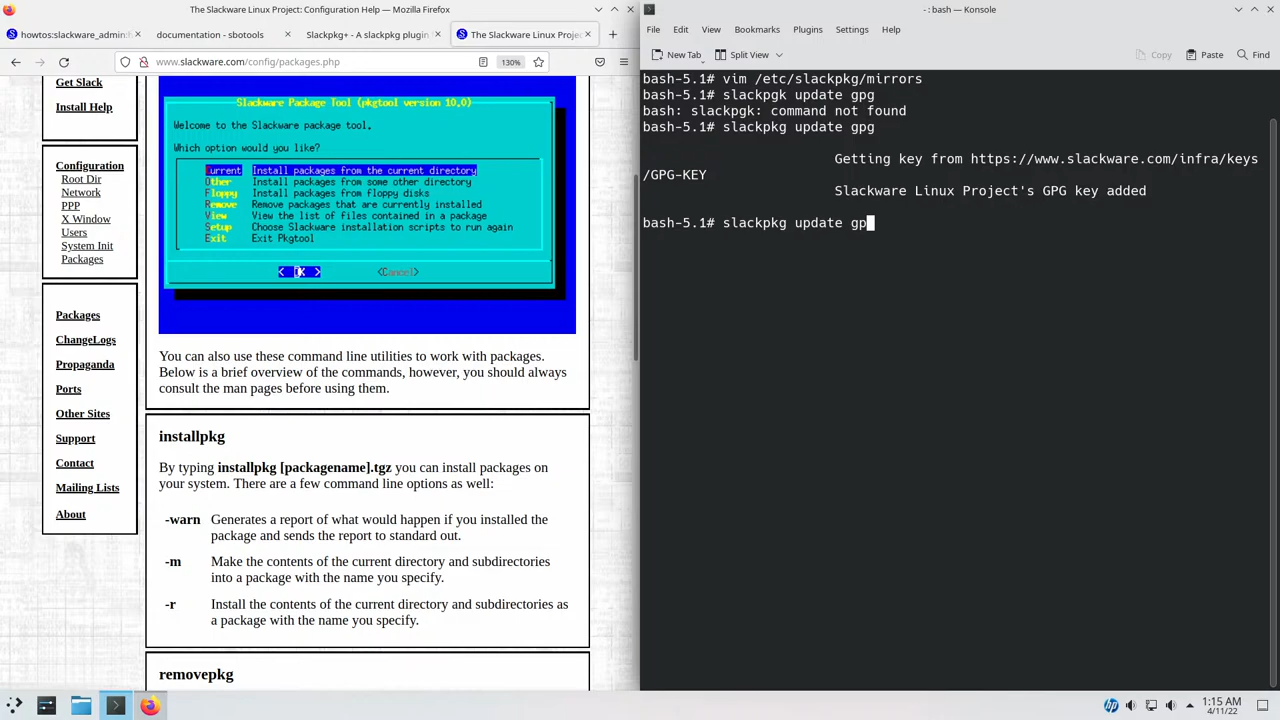 The Slackware Linux Project: Configuration Help — Mozilla Firefox
howtos:slackware_admin:
documentation - sbotools
Slackpkg+ - A slackpkg plugin
The Slackware Linux Proje
www.slackware.com/config/packages.php
130%
Get Slack
Install Help
Configuration
Root Dir
Network
PPP
X Window
Users
System Init
Packages
Packages
ChangeLogs
Propaganda
Ports
Other Sites
Support
Contact
Mailing Lists
About
Slackware Package Tool (pkgtool version 10.0)
Welcome to the Slackware package tool.
Which option would you like?
Current Install packages from the current directory
Other Install packages from some other directory
Floppy Install packages from floppy disks
Remove Remove packages that are currently installed
View View the list of files contained in a package
Setup Choose Slackware installation scripts to run again
Exit Exit Pkgtool
< OK > <Cancel>
You can also use these command line utilities to work with packages.
Below is a brief overview of the commands, however, you should always
consult the man pages before using them.
installpkg
By typing installpkg [packagename].tgz you can install packages on
your system. There are a few command line options as well:
-warn Generates a report of what would happen if you installed the
package and sends the report to standard out.
-m Make the contents of the current directory and subdirectories
into a package with the name you specify.
-r Install the contents of the current directory and subdirectories as
a package with the name you specify.
removepkg
- : bash — Konsole
File Edit View Bookmarks Plugins Settings Help
New Tab Split View Copy Paste Find
bash-5.1# vim /etc/slackpkg/mirrors
bash-5.1# slackpgk update gpg
bash: slackpgk: command not found
bash-5.1# slackpkg update gpg
Getting key from https://www.slackware.com/infra/keys
/GPG-KEY
Slackware Linux Project's GPG key added
bash-5.1# slackpkg update gp
1:15 AM
4/11/22